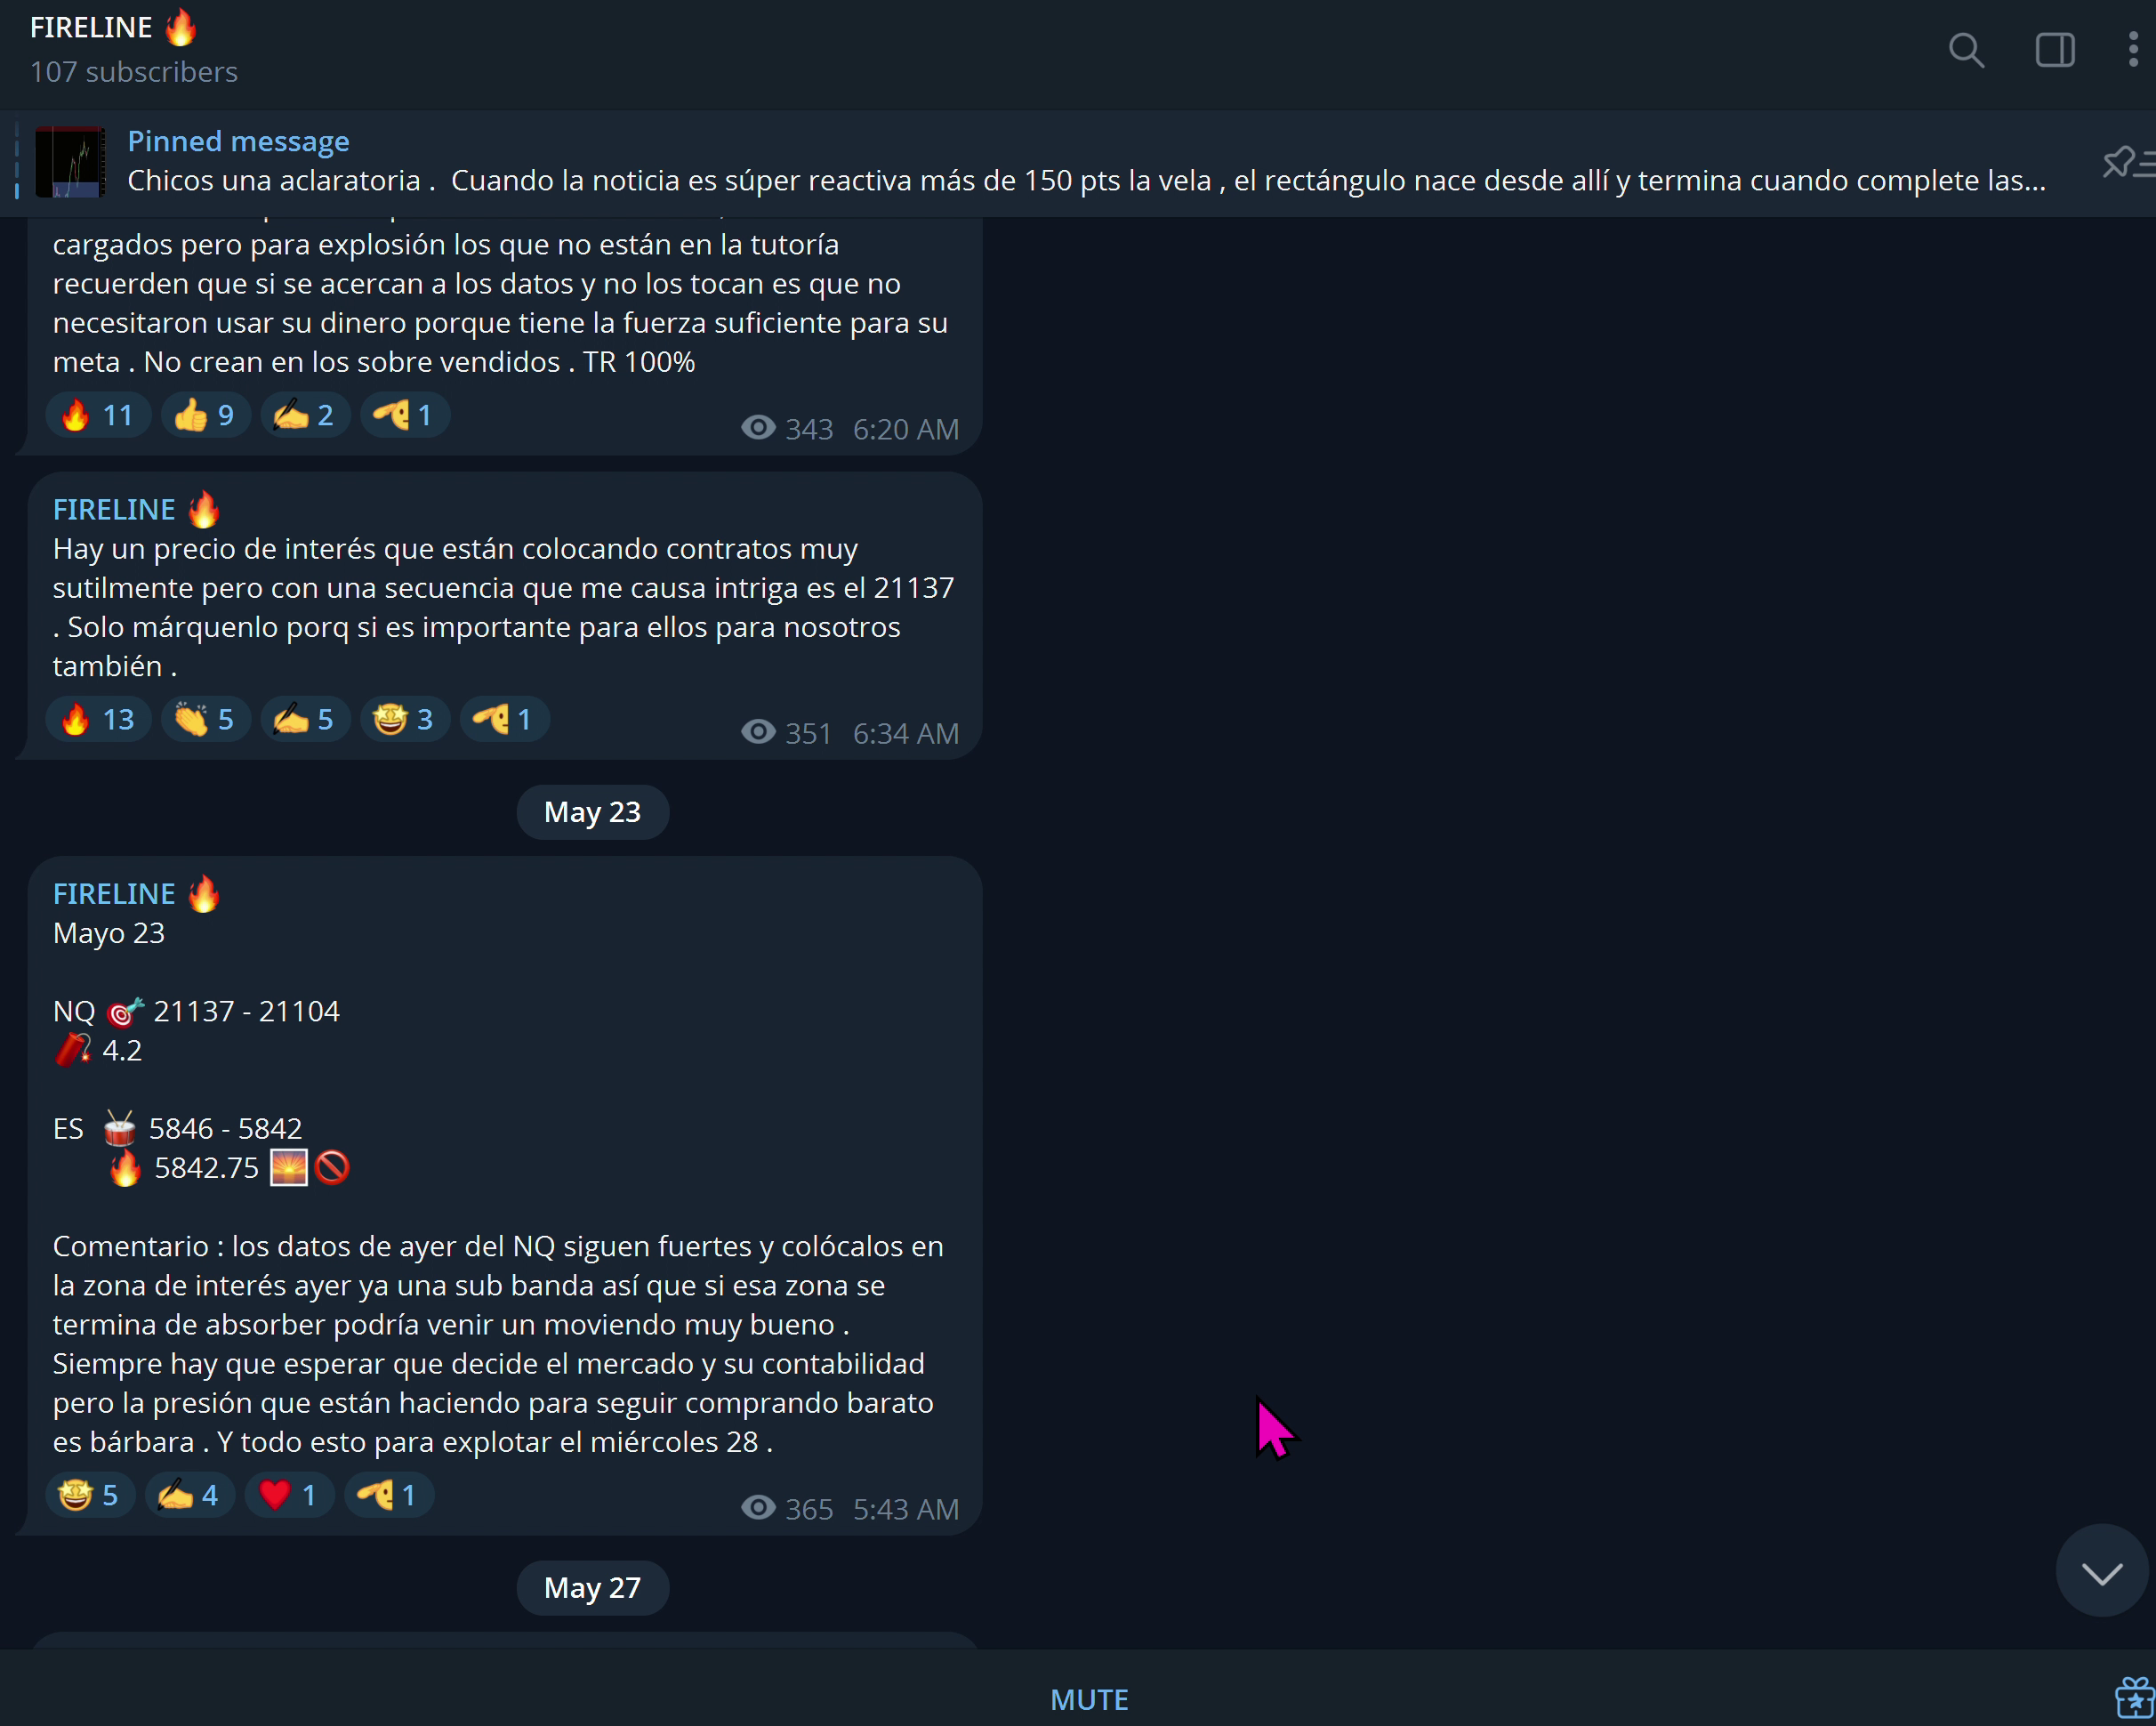 FIRELINE 🔥
107 subscribers
Pinned message
Chicos una aclaratoria . Cuando la noticia es súper reactiva más de 150 pts la vela , el rectángulo nace desde allí y termina cuando complete las...
cargados pero para explosión los que no están en la tutoría
recuerden que si se acercan a los datos y no los tocan es que no
necesitaron usar su dinero porque tiene la fuerza suficiente para su
meta . No crean en los sobre vendidos . TR 100%
🔥 11 👍 9 ✍️ 2 🫡 1
343 6:20 AM
FIRELINE 🔥
Hay un precio de interés que están colocando contratos muy
sutilmente pero con una secuencia que me causa intriga es el 21137
. Solo márquenlo porq si es importante para ellos para nosotros
también .
🔥 13 👏 5 ✍️ 5 🤩 3 🫡 1
351 6:34 AM
May 23
FIRELINE 🔥
Mayo 23
NQ 🎯 21137 - 21104
🧨 4.2
ES 🥁 5846 - 5842
🔥 5842.75 🌅🚫
Comentario : los datos de ayer del NQ siguen fuertes y colócalos en
la zona de interés ayer ya una sub banda así que si esa zona se
termina de absorber podría venir un moviendo muy bueno .
Siempre hay que esperar que decide el mercado y su contabilidad
pero la presión que están haciendo para seguir comprando barato
es bárbara . Y todo esto para explotar el miércoles 28 .
🤩 5 ✍️ 4 ❤️ 1 🫡 1
365 5:43 AM
May 27
MUTE